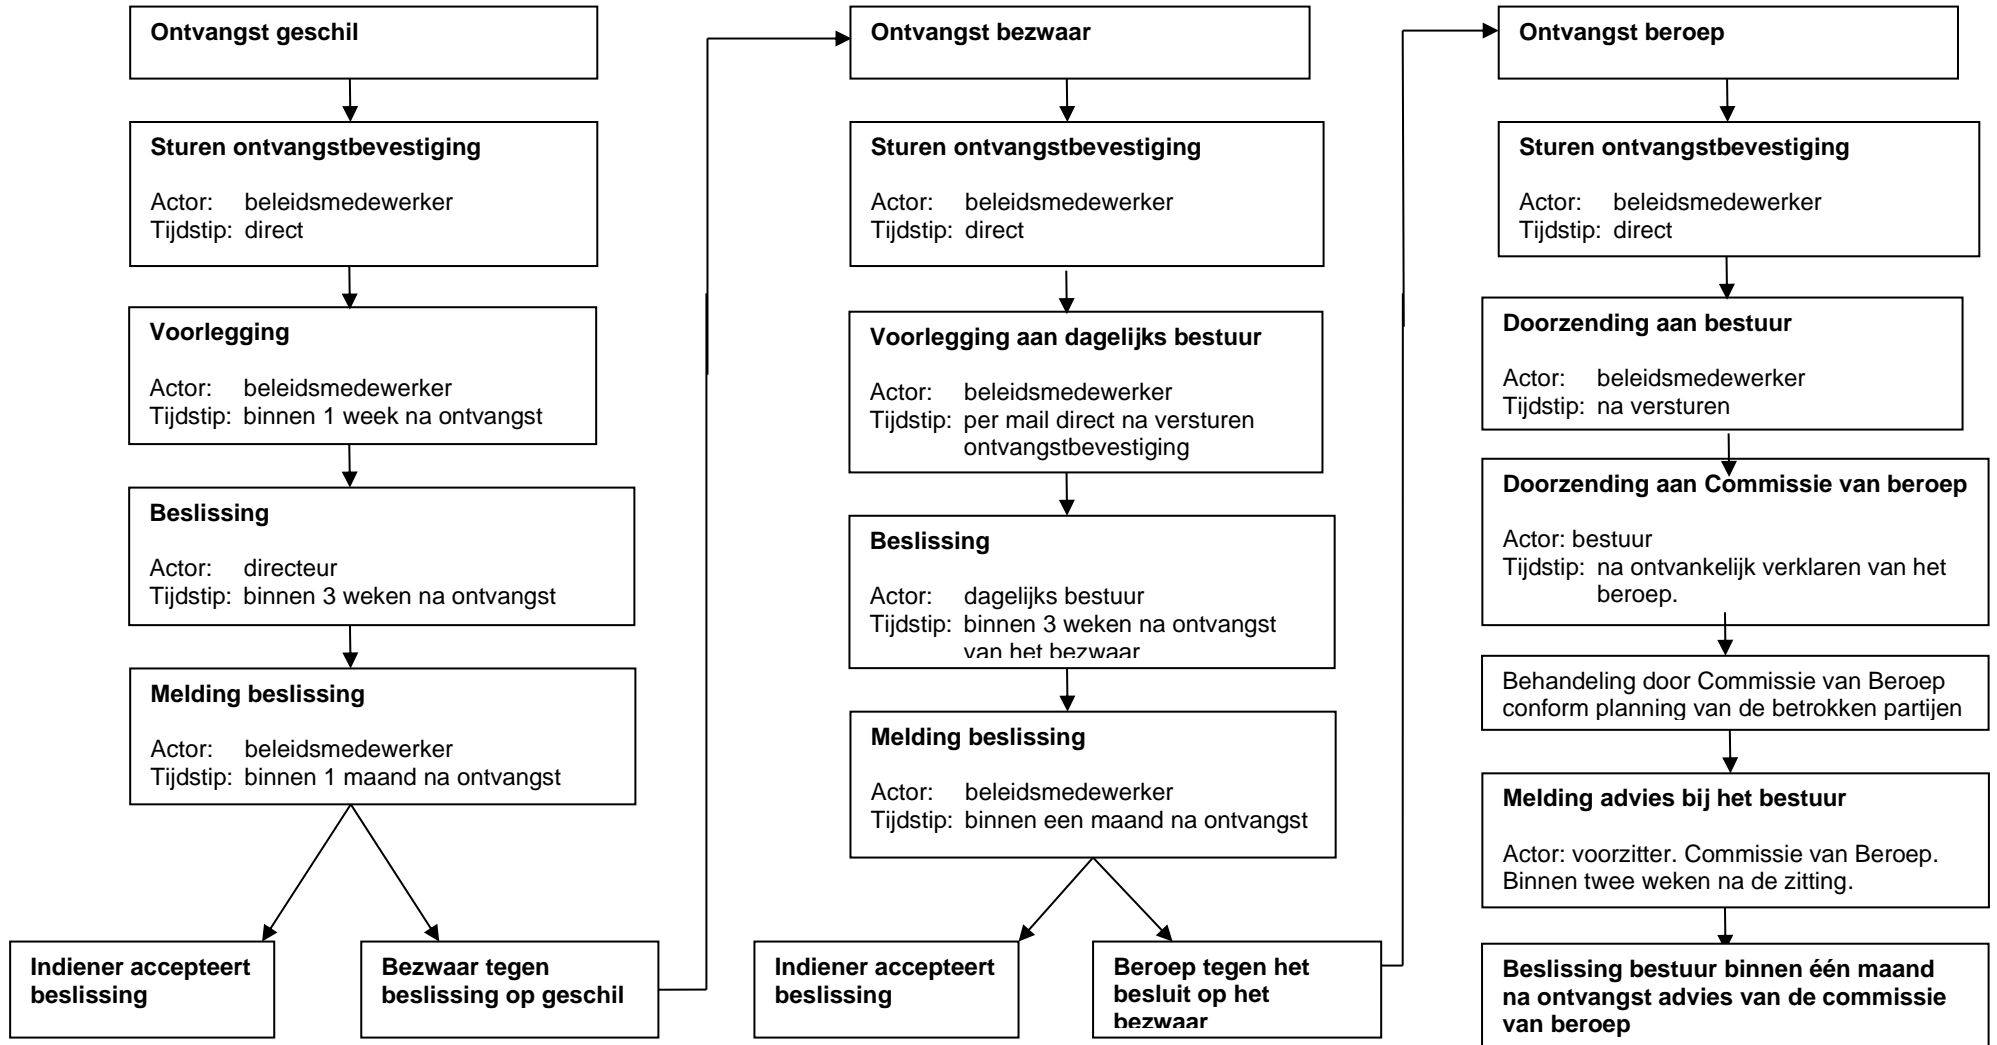 Ontvangst geschil
Sturen ontvangstbevestiging
Actor: beleidsmedewerker
Tijdstip: direct
Voorlegging
Actor: beleidsmedewerker
Tijdstip: binnen 1 week na ontvangst
Beslissing
Actor: directeur
Tijdstip: binnen 3 weken na ontvangst
Melding beslissing
Actor: beleidsmedewerker
Tijdstip: binnen 1 maand na ontvangst
Indiener accepteert
beslissing
Bezwaar tegen
beslissing op geschil
Ontvangst bezwaar
Sturen ontvangstbevestiging
Actor: beleidsmedewerker
Tijdstip: direct
Voorlegging aan dagelijks bestuur
Actor: beleidsmedewerker
Tijdstip: per mail direct na versturen
ontvangstbevestiging
Beslissing
Actor: dagelijks bestuur
Tijdstip: binnen 3 weken na ontvangst
van het bezwaar
Melding beslissing
Actor: beleidsmedewerker
Tijdstip: binnen een maand na ontvangst
Indiener accepteert
beslissing
Beroep tegen het
besluit op het
bezwaar
Ontvangst beroep
Sturen ontvangstbevestiging
Actor: beleidsmedewerker
Tijdstip: direct
Doorzending aan bestuur
Actor: beleidsmedewerker
Tijdstip: na versturen
Doorzending aan Commissie van beroep
Actor: bestuur
Tijdstip: na ontvankelijk verklaren van het
beroep.
Behandeling door Commissie van Beroep
conform planning van de betrokken partijen
Melding advies bij het bestuur
Actor: voorzitter. Commissie van Beroep.
Binnen twee weken na de zitting.
Beslissing bestuur binnen één maand
na ontvangst advies van de commissie
van beroep